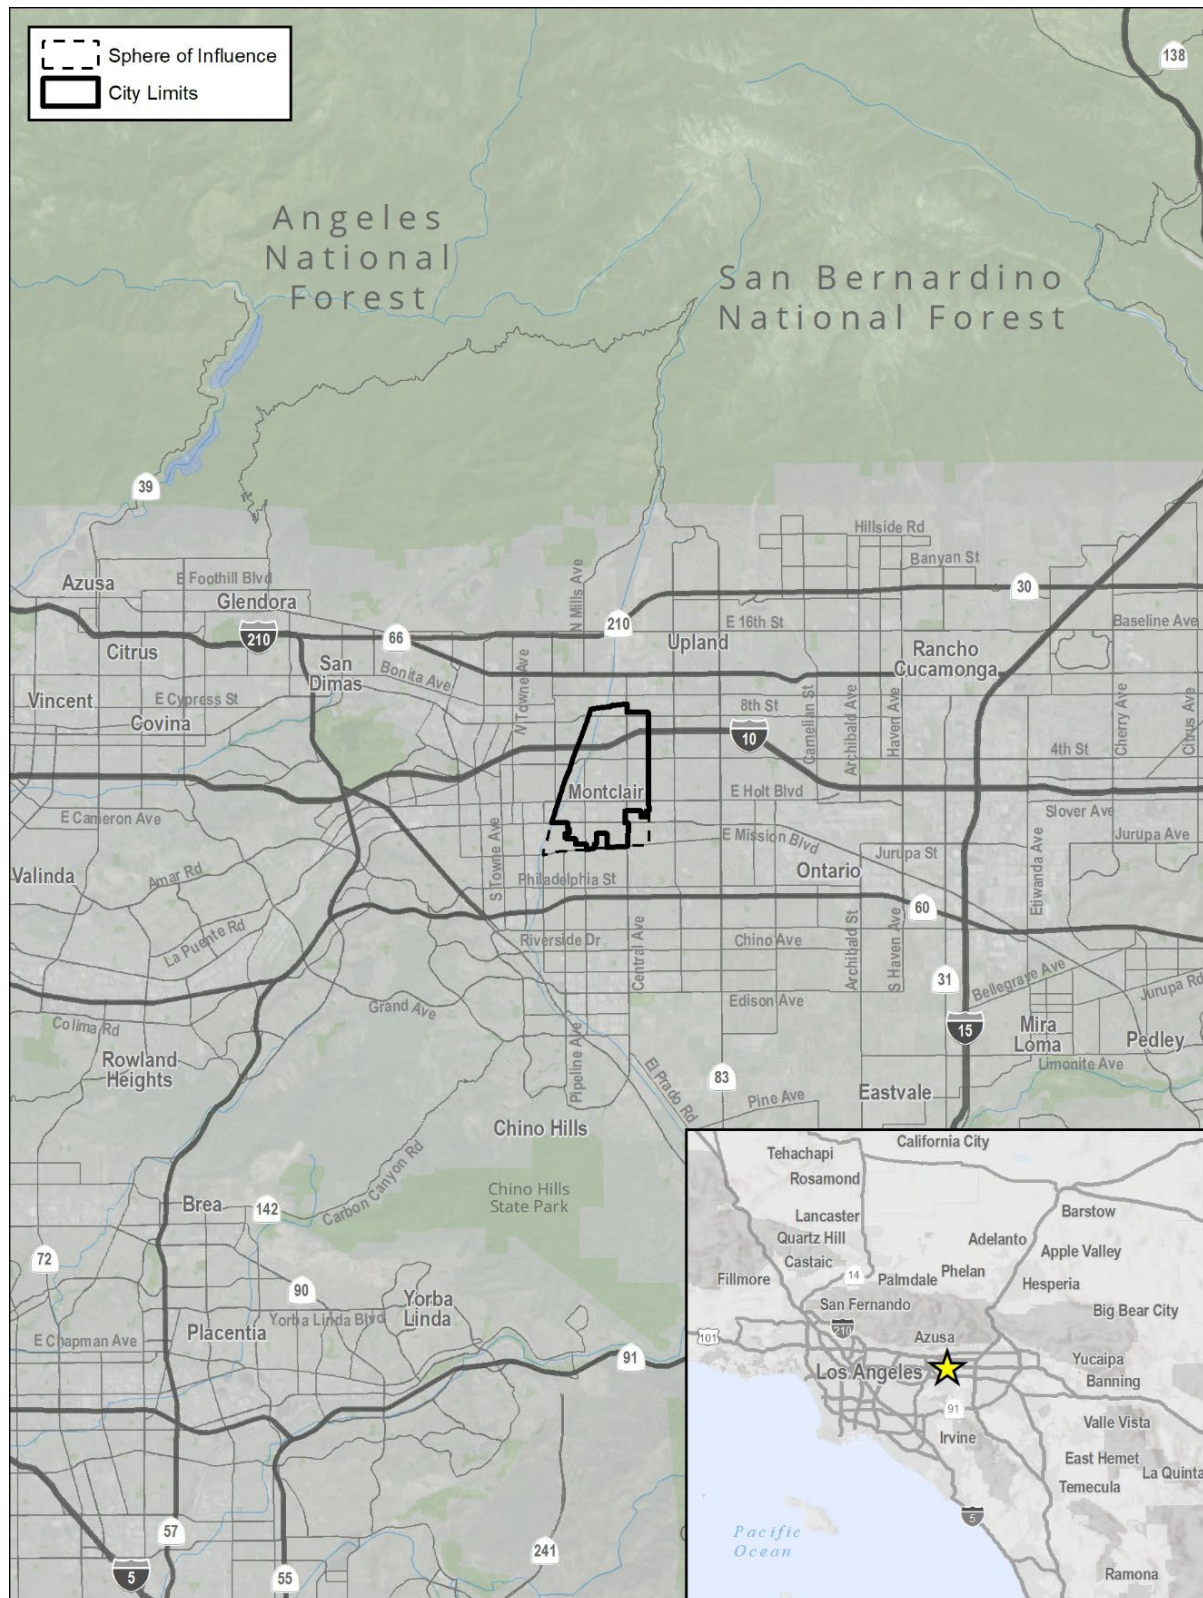 Sphere of Influence
City Limits
138
Angeles
National
Forest
San Bernardino
National Forest
39
Hillside Rd
Banyan St
N Mills Ave
Azusa
E Foothill Blvd
Glendora
30
210
66
210
E 16th St
Baseline Ave
Upland
Citrus
San
Dimas
Bonita Ave
N Towne Ave
Rancho
Cucamonga
Vincent
E Cypress St
Covina
8th St
Carnelian St
Archibald Ave
Haven Ave
Cherry Ave
Citrus Ave
10
4th St
Montclair
E Holt Blvd
E Cameron Ave
Slover Ave
S Towne Ave
E Mission Blvd
Jurupa St
Jurupa Ave
Valinda
Amar Rd
Philadelphia St
Ontario
Etiwanda Ave
60
La Puente Rd
Riverside Dr
Central Ave
Chino Ave
Archibald St
S Haven Ave
31
Bellegrave Ave
Jurupa Rd
Grand Ave
Edison Ave
Colima Rd
15
Mira
Loma
Pedley
Rowland
Heights
Pipeline Ave
El Prado Rd
83
Limonite Ave
Pine Ave
Eastvale
Chino Hills
Carbon Canyon Rd
Chino Hills
State Park
Brea
142
72
90
Yorba
Linda
Placentia
Yorba Linda Blvd
E Chapman Ave
91
57
5
55
241
California City
Tehachapi
Rosamond
Barstow
Lancaster
Quartz Hill
Adelanto
Apple Valley
Castaic
14
Palmdale
Phelan
Fillmore
Hesperia
San Fernando
Big Bear City
210
101
Azusa
Los Angeles
Yucaipa
Banning
91
Valle Vista
Irvine
East Hemet
La Quinta
Temecula
5
Pacific
Ocean
Ramona